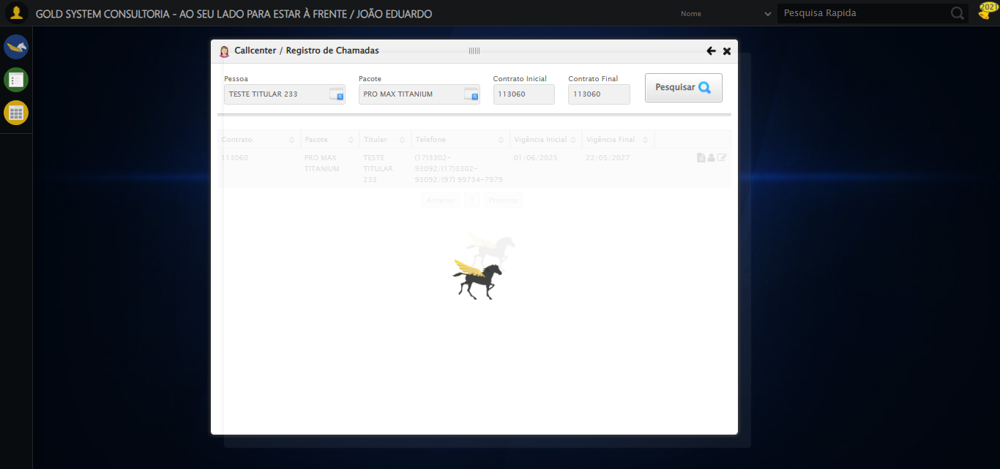 GOLD SYSTEM CONSULTORIA - AO SEU LADO PARA ESTAR À FRENTE / JOÃO EDUARDO
Nome
Pesquisa Rapida
2021
Callcenter / Registro de Chamadas
Pessoa
Pacote
Contrato Inicial
Contrato Final
TESTE TITULAR 233
PRO MAX TITANIUM
113060
113060
Pesquisar
Contrato
Pacote
Titular
Telefone
Vigência Inicial
Vigência Final
113060
PRO MAX
TITANIUM
TESTE
TITULAR
233
(17)3302-
93092/(17)3302-
93092/(97) 99734-7979
01/06/2025
22/05/2027
Anterior
1
Próxima